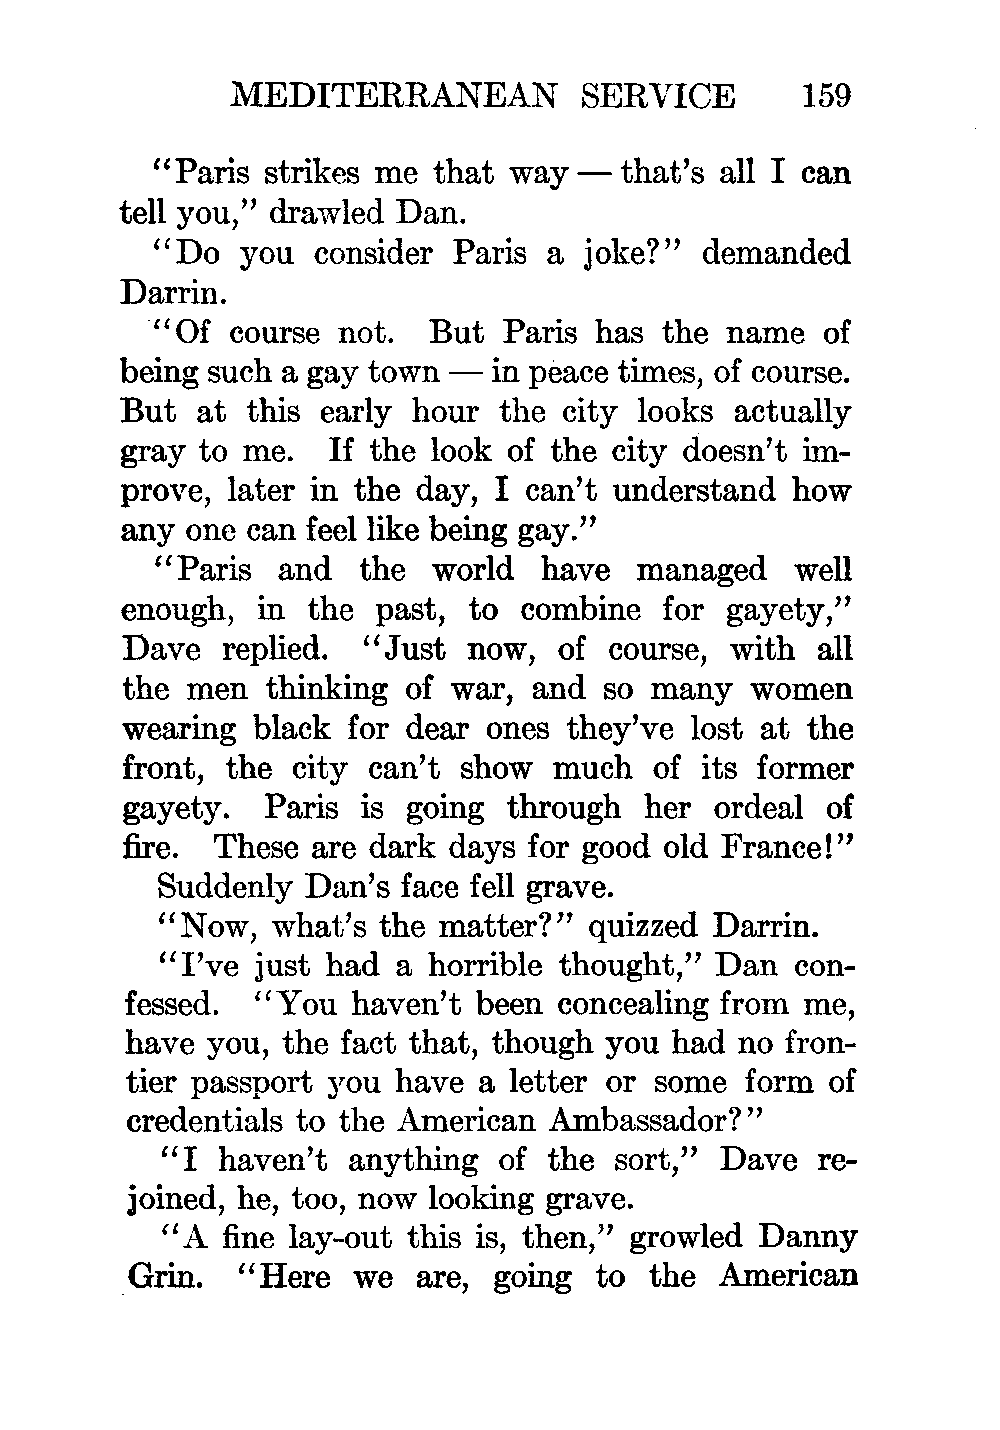 MEDITERRANEAN SERVICE 159
“Paris strikes me that way — that’s all I can
tell you,” drawled Dan.
“Do you consider Paris a joke?” demanded
Darrin.
“Of course not. But Paris has the name of
being such a gay town — in peace times, of course.
But at this early hour the city looks actually
gray to me. If the look of the city doesn’t im-
prove, later in the day, I can’t understand how
any one can feel like being gay.”
“Paris and the world have managed well
enough, in the past, to combine for gayety,”
Dave replied. “Just now, of course, with all
the men thinking of war, and so many women
wearing black for dear ones they’ve lost at the
front, the city can’t show much of its former
gayety. Paris is going through her ordeal of
fire. These are dark days for good old France!”
Suddenly Dan’s face fell grave.
“Now, what’s the matter?” quizzed Darrin.
“I’ve just had a horrible thought,” Dan con-
fessed. “You haven’t been concealing from me,
have you, the fact that, though you had no fron-
tier passport you have a letter or some form of
credentials to the American Ambassador?”
“I haven’t anything of the sort,” Dave re-
joined, he, too, now looking grave.
“A fine lay-out this is, then,” growled Danny
Grin. “Here we are, going to the American